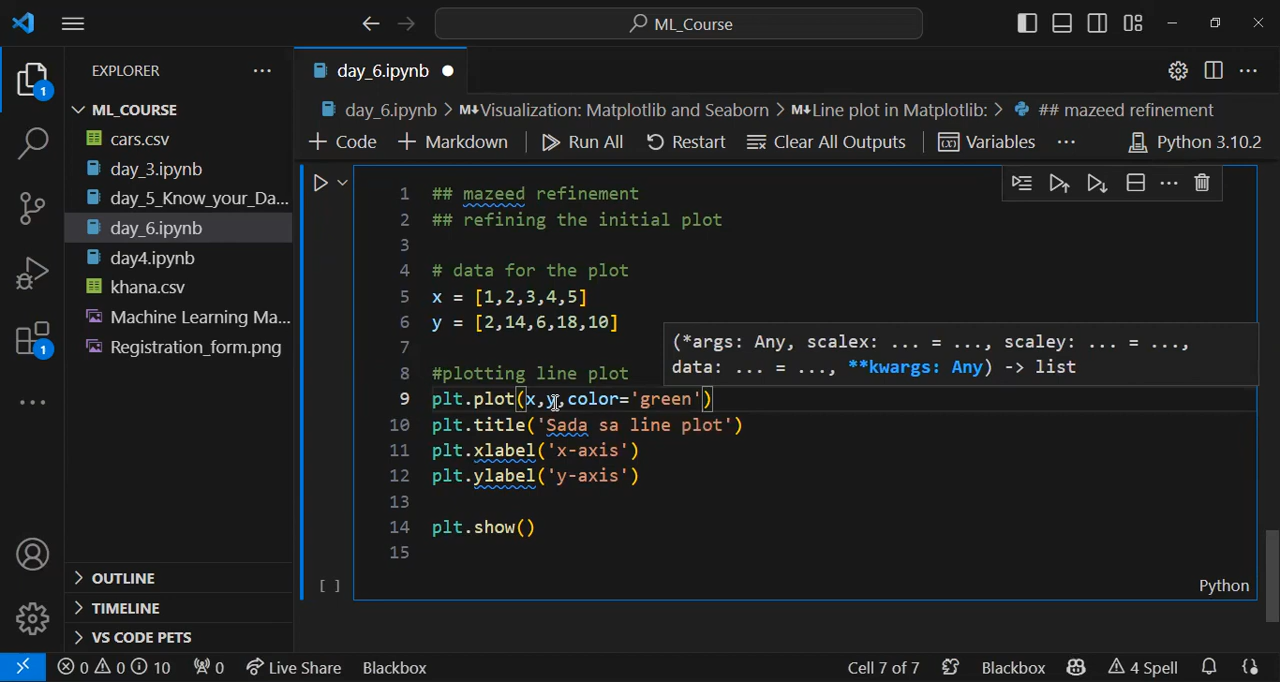 ML_Course
EXPLORER
ML_COURSE
cars.csv
day_3.ipynb
day_5_Know_your_Da...
day_6.ipynb
day4.ipynb
khana.csv
Machine Learning Ma...
Registration_form.png
OUTLINE
TIMELINE
VS CODE PETS
1
1
day_6.ipynb
day_6.ipynb > M↓Visualization: Matplotlib and Seaborn > M↓Line plot in Matplotlib: > ## mazeed refinement
+ Code + Markdown Run All Restart Clear All Outputs Variables ... Python 3.10.2
1 ## mazeed refinement
2 ## refining the initial plot
3
4 # data for the plot
5 x = [1,2,3,4,5]
6 y = [2,14,6,18,10]
7
8 #plotting line plot
9 plt.plot(x,y,color='green')
10 plt.title('Sada sa line plot')
11 plt.xlabel('x-axis')
12 plt.ylabel('y-axis')
13
14 plt.show()
15
(*args: Any, scalex: ... = ..., scaley: ... = ...,
data: ... = ..., **kwargs: Any) -> list
[ ] Python
0 0 10 0 Live Share Blackbox Cell 7 of 7 Blackbox 4 Spell